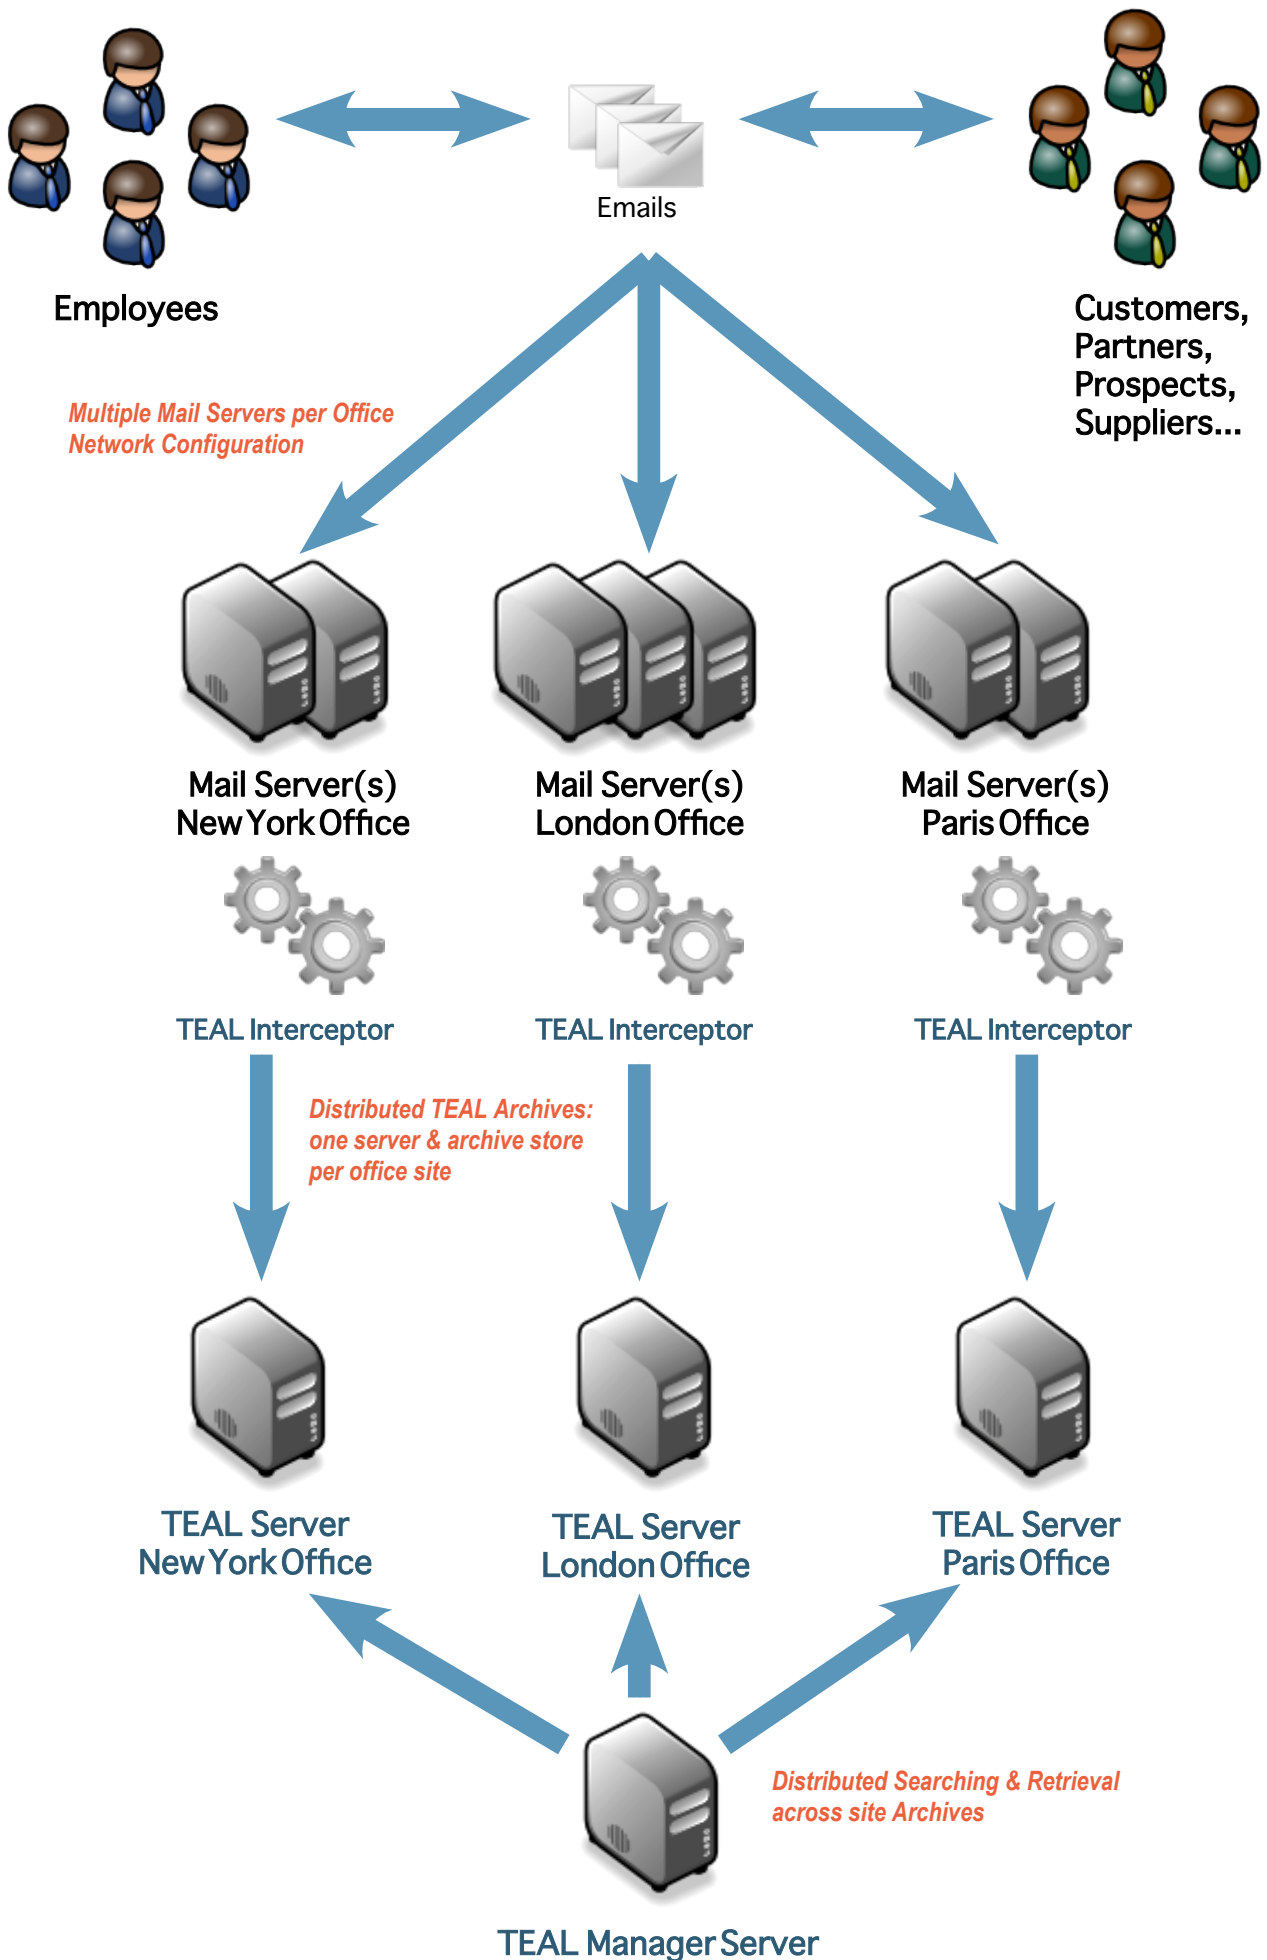 Emails
Employees
Customers,
Partners,
Prospects,
Suppliers...
Multiple Mail Servers per Office
Network Configuration
Mail Server(s)
New York Office
Mail Server(s)
London Office
Mail Server(s)
Paris Office
TEAL Interceptor
TEAL Interceptor
TEAL Interceptor
Distributed TEAL Archives:
one server & archive store
per office site
TEAL Server
New York Office
TEAL Server
London Office
TEAL Server
Paris Office
Distributed Searching & Retrieval
across site Archives
TEAL Manager Server